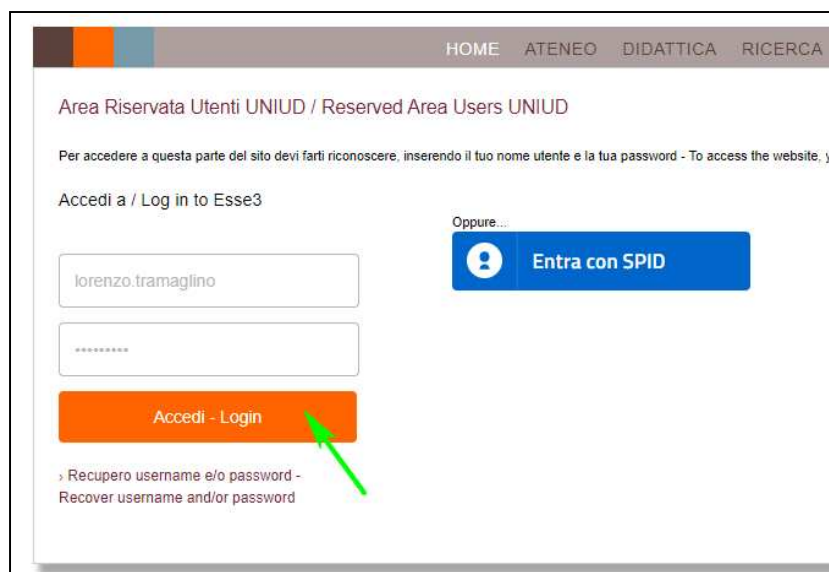 HOME ATENEO DIDATTICA RICERCA
Area Riservata Utenti UNIUD / Reserved Area Users UNIUD
Per accedere a questa parte del sito devi farti riconoscere, inserendo il tuo nome utente e la tua password - To access the website,
Accedi a / Log in to Esse3
Oppure...
Entra con SPID
lorenzo.tramaglino
•••••••••
Accedi - Login
› Recupero username e/o password -
Recover username and/or password